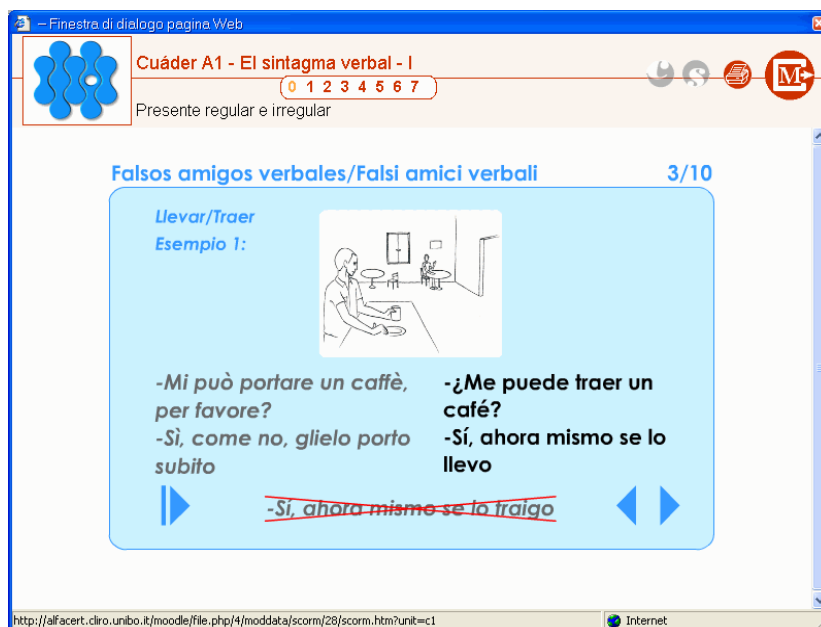 – Finestra di dialogo pagina Web
Cuáder A1 - El sintagma verbal - I
0 1 2 3 4 5 6 7
Presente regular e irregular
M
Falsos amigos verbales/Falsi amici verbali
3/10
Llevar/Traer
Esempio 1:
-Mi può portare un caffè,
per favore?
-Sì, come no, glielo porto
subito
-¿Me puede traer un
café?
-Sí, ahora mismo se lo
llevo
-Sí, ahora mismo se lo traigo
http://alfacert.cliro.unibo.it/moodle/file.php/4/moddata/scorm/28/scorm.htm?unit=c1
Internet